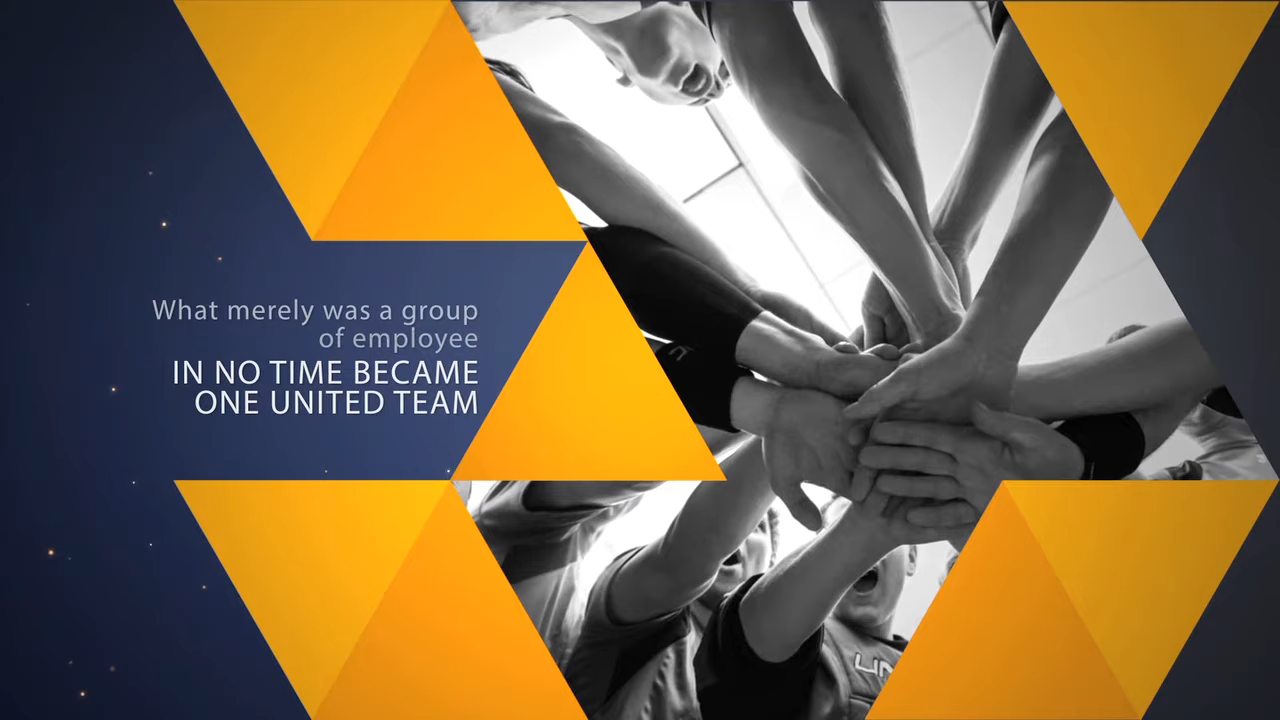 What merely was a group
of employee
IN NO TIME BECAME
ONE UNITED TEAM